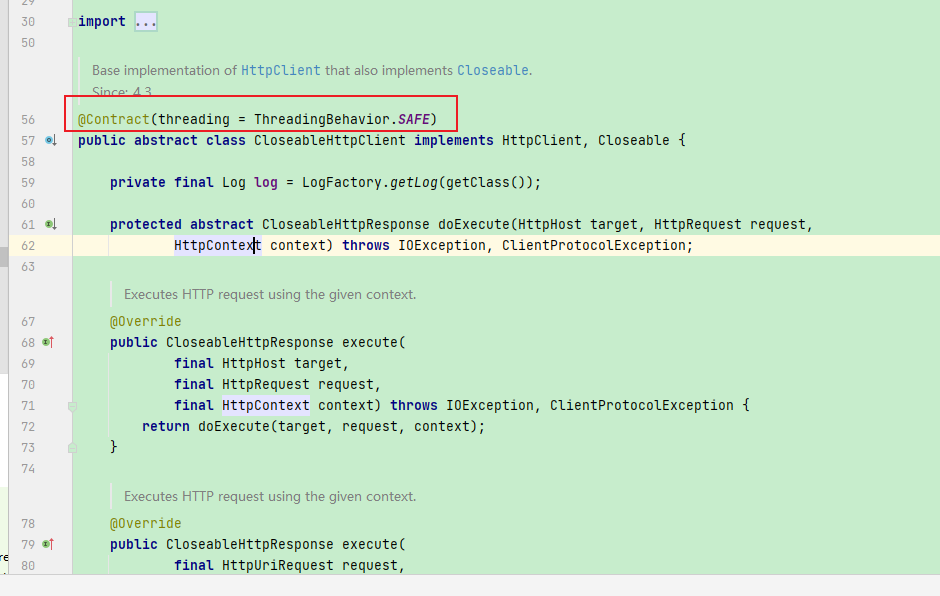 29
30 import ...
50
Base implementation of HttpClient that also implements Closeable.
Since: 4.3
56 @Contract(threading = ThreadingBehavior.SAFE)
57 public abstract class CloseableHttpClient implements HttpClient, Closeable {
58
59 private final Log log = LogFactory.getLog(getClass());
60
61 protected abstract CloseableHttpResponse doExecute(HttpHost target, HttpRequest request,
62 HttpContext context) throws IOException, ClientProtocolException;
63
Executes HTTP request using the given context.
67 @Override
68 public CloseableHttpResponse execute(
69 final HttpHost target,
70 final HttpRequest request,
71 final HttpContext context) throws IOException, ClientProtocolException {
72 return doExecute(target, request, context);
73 }
74
Executes HTTP request using the given context.
78 @Override
79 public CloseableHttpResponse execute(
re
80 final HttpUriRequest request,